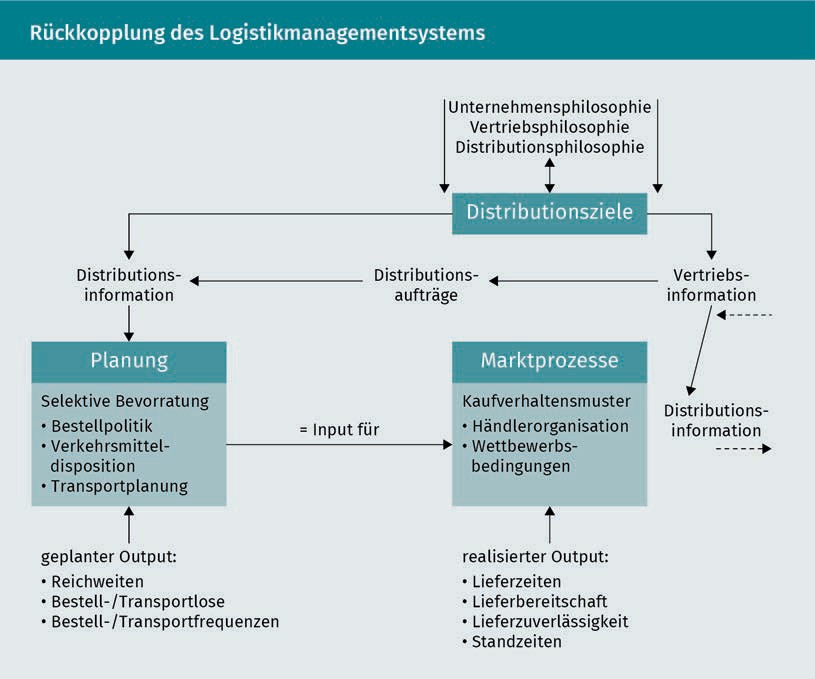 Rückkopplung des Logistikmanagementsystems
Unternehmensphilosophie
Vertriebsphilosophie
Distributionsphilosophie
Distributionsziele
Distributions-
information
Distributions-
aufträge
Vertriebs-
information
Planung
Selektive Bevorratung
• Bestellpolitik
• Verkehrsmittel-
disposition
• Transportplanung
= Input für
Marktprozesse
Kaufverhaltensmuster
• Händlerorganisation
• Wettbewerbs-
bedingungen
Distributions-
information
geplanter Output:
• Reichweiten
• Bestell-/Transportlose
• Bestell-/Transportfrequenzen
realisierter Output:
• Lieferzeiten
• Lieferbereitschaft
• Lieferzuverlässigkeit
• Standzeiten